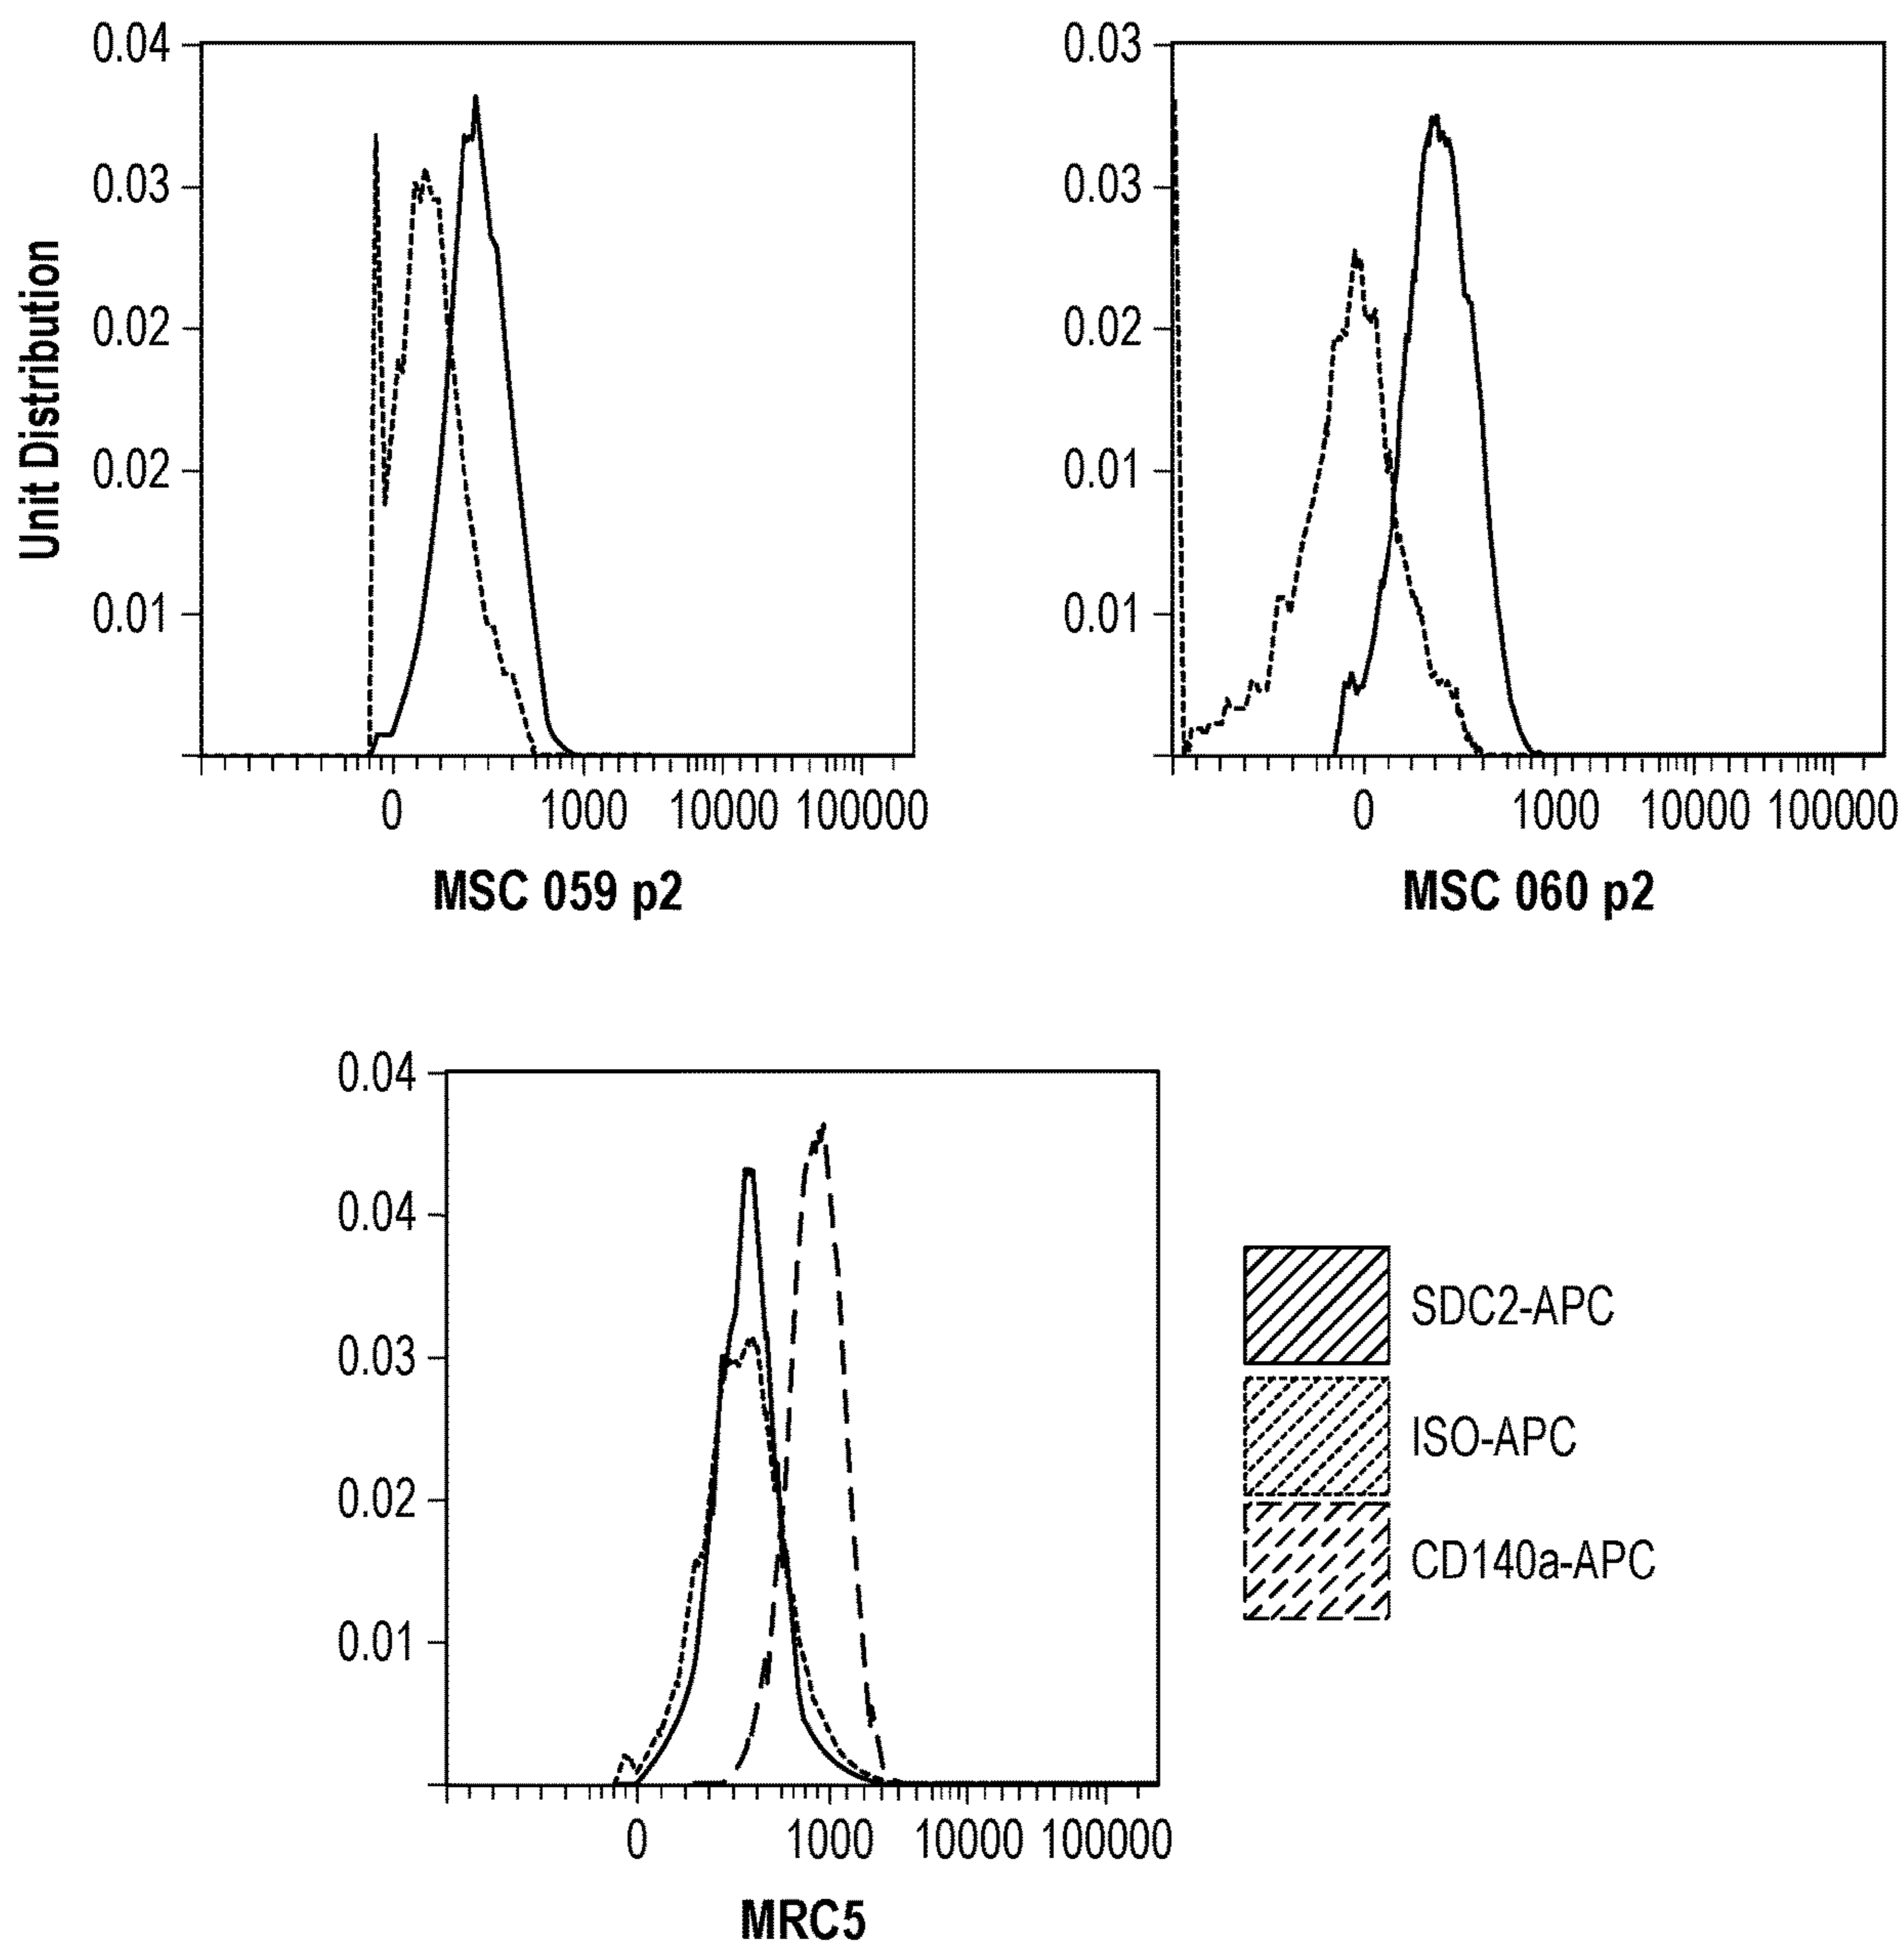 Unit Distribution
0.04
0.03
0.02
0.02
0.01
0 1000 10000 100000
MSC 059 p2
0.03
0.03
0.02
0.01
0.01
0 1000 10000 100000
MSC 060 p2
0.04
0.04
0.03
0.02
0.01
0 1000 10000 100000
MRC5
SDC2-APC
ISO-APC
CD140a-APC